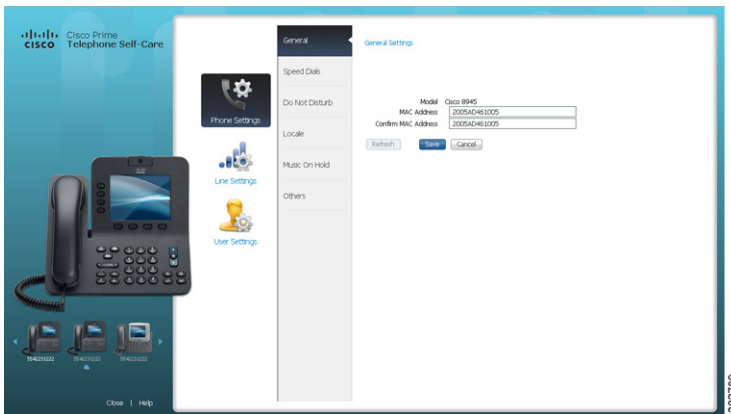 CISCO
Cisco Prime
Telephone Self-Care
Phone Settings
Line Settings
User Settings
General
Speed Dials
Do Not Disturb
Locale
Music On Hold
Others
General Settings
Model Cisco 8945
MAC Address 2005AD461005
Confirm MAC Address 2005AD461005
Refresh Save Cancel
Close | Help